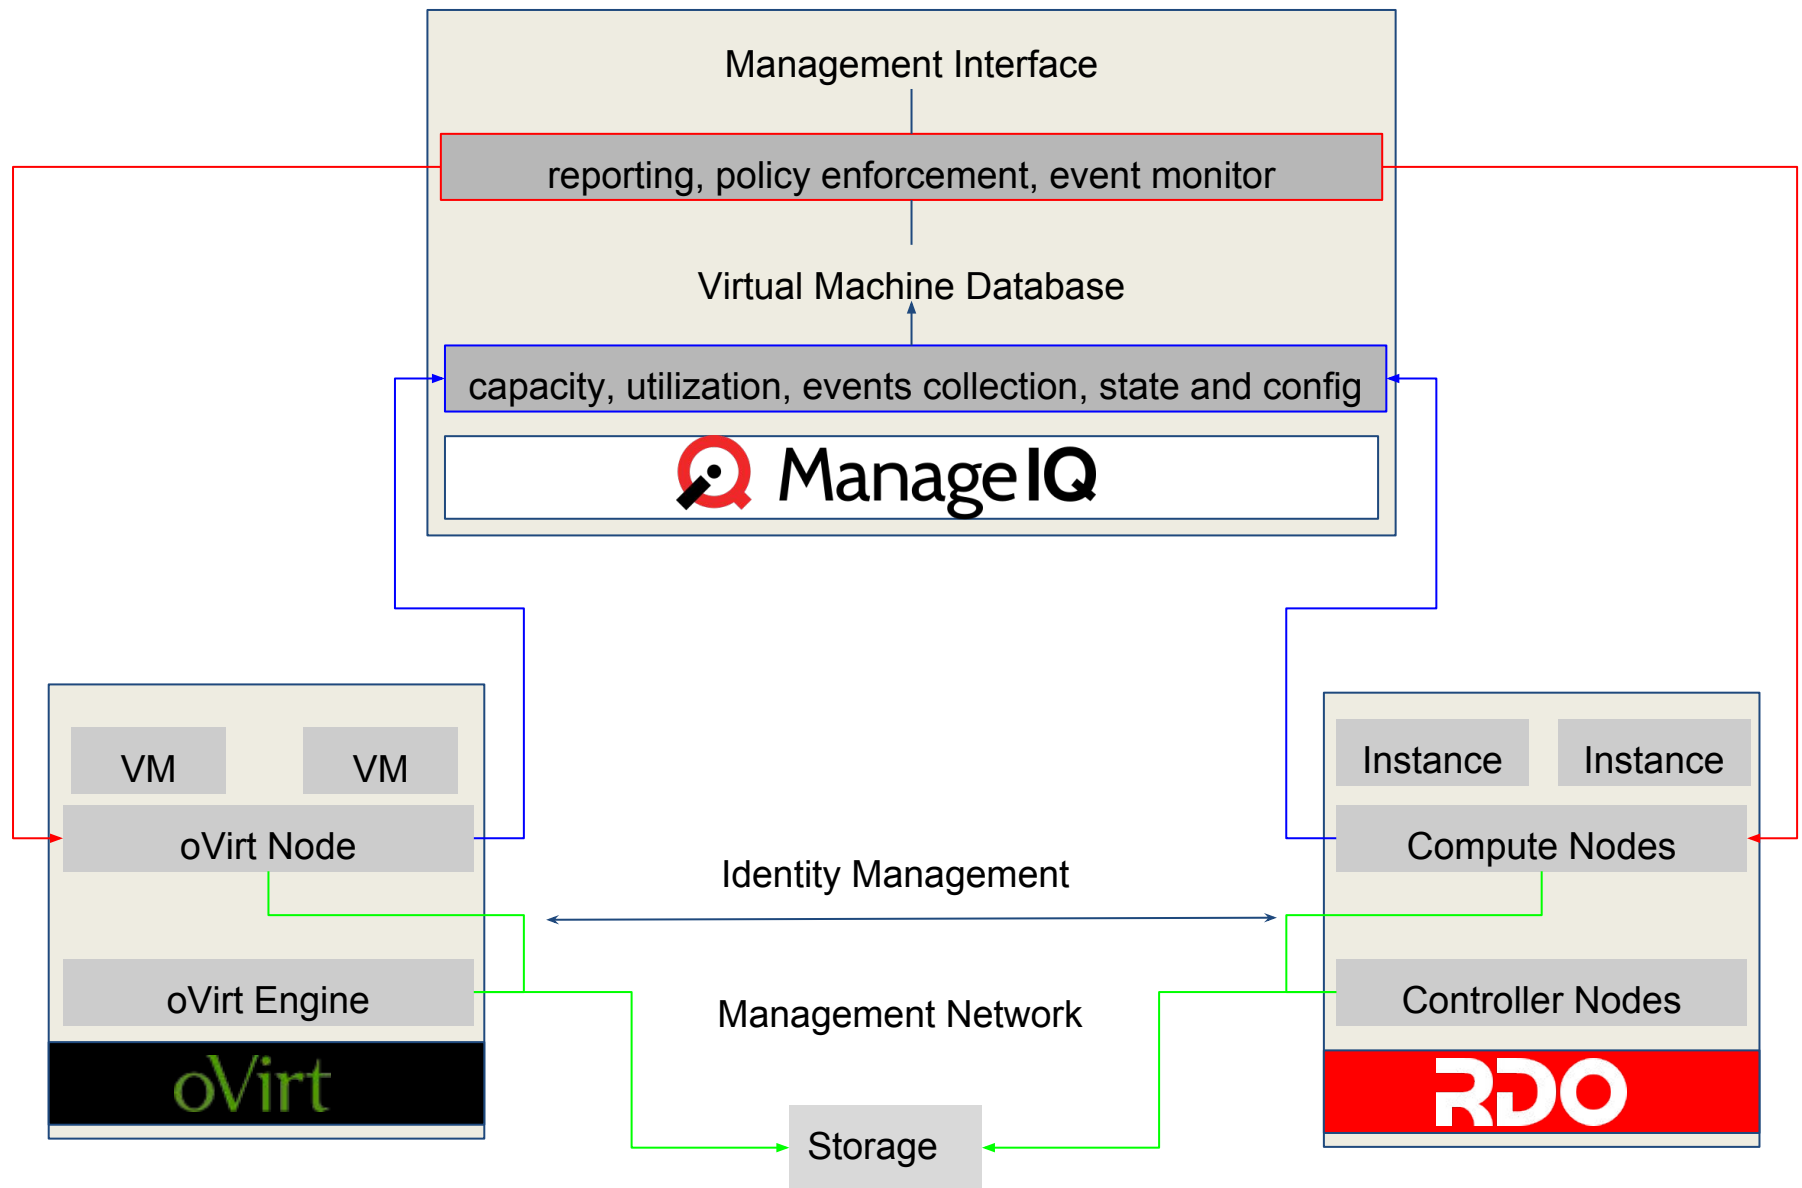 Management Interface
reporting, policy enforcement, event monitor
Virtual Machine Database
capacity, utilization, events collection, state and config
ManageIQ
VM
VM
oVirt Node
oVirt Engine
oVirt
Identity Management
Management Network
Storage
Instance
Instance
Compute Nodes
Controller Nodes
RDO